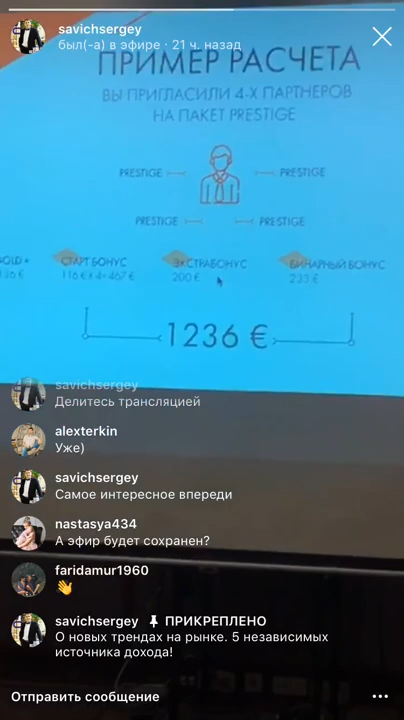 savichsergey
был(-а) в эфире · 21 ч. назад
ПРИМЕР РАСЧЕТА
ВЫ ПРИГЛАСИЛИ 4-Х ПАРТНЕРОВ
НА ПАКЕТ PRESTIGE
PRESTIGE
PRESTIGE
PRESTIGE
PRESTIGE
СТАРТ БОНУС
ЭКСТРАБОНУС
БИНАРНЫЙ БОНУС
116 € X 4= 467 €
200 €
233 €
1236 €
savichsergey
Делитесь трансляцией
alexterkin
Уже)
savichsergey
Самое интересное впереди
nastasya434
А эфир будет сохранен?
faridamur1960
👋
savichsergey ПРИКРЕПЛЕНО
О новых трендах на рынке. 5 независимых
источника дохода!
Отправить сообщение